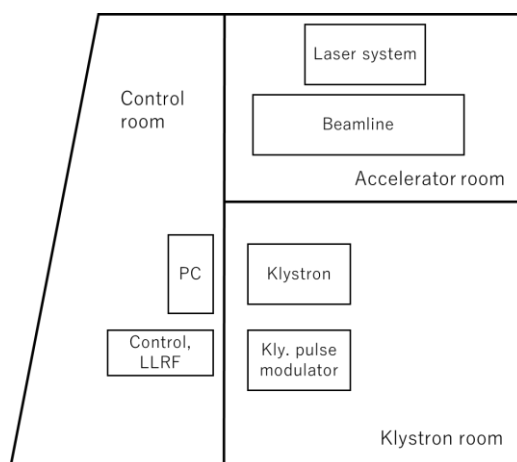 Laser system
Control
room
Beamline
Accelerator room
PC
Klystron
Control,
LLRF
Kly. pulse
modulator
Klystron room